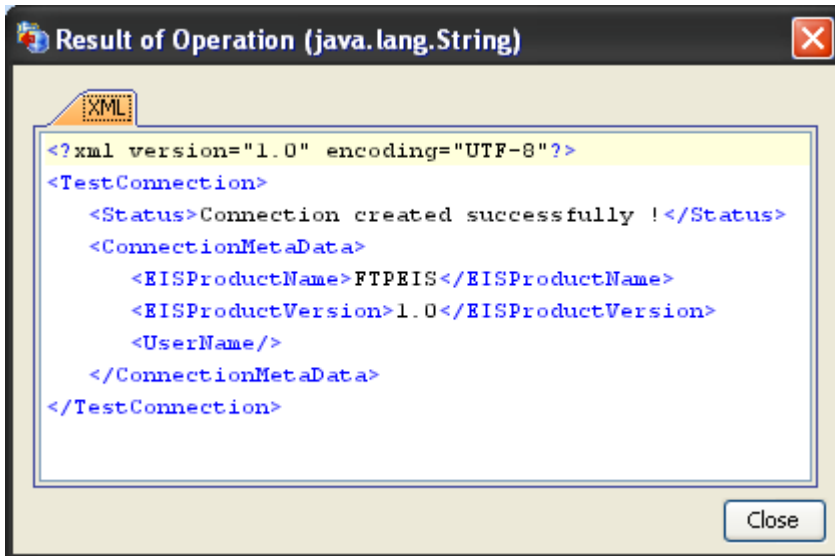 Result of Operation (java.lang.String)
XML
<?xml version="1.0" encoding="UTF-8"?>
<TestConnection>
<Status>Connection created successfully !</Status>
<ConnectionMetaData>
<EISProductName>FTPEIS</EISProductName>
<EISProductVersion>1.0</EISProductVersion>
<UserName/>
</ConnectionMetaData>
</TestConnection>
Close